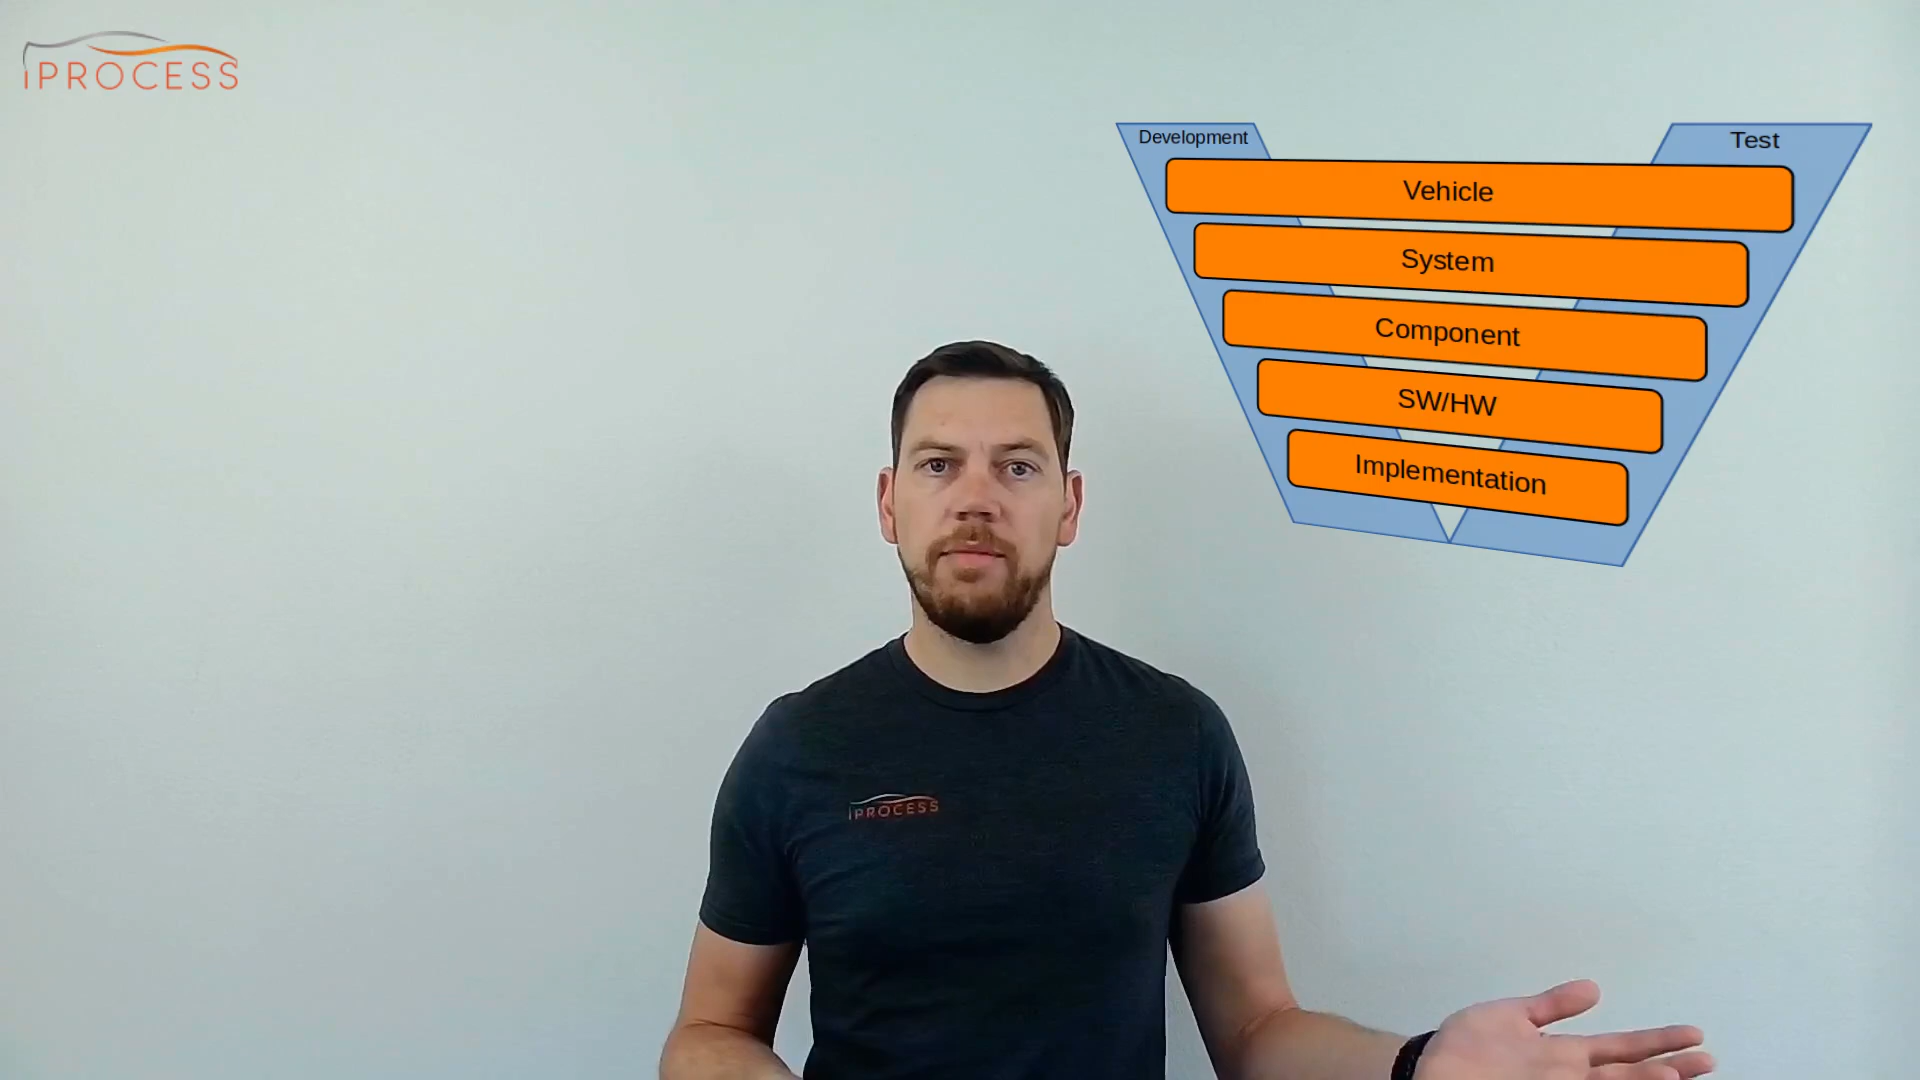 iPROCESS
Development
Test
Vehicle
System
Component
SW/HW
Implementation
iPROCESS